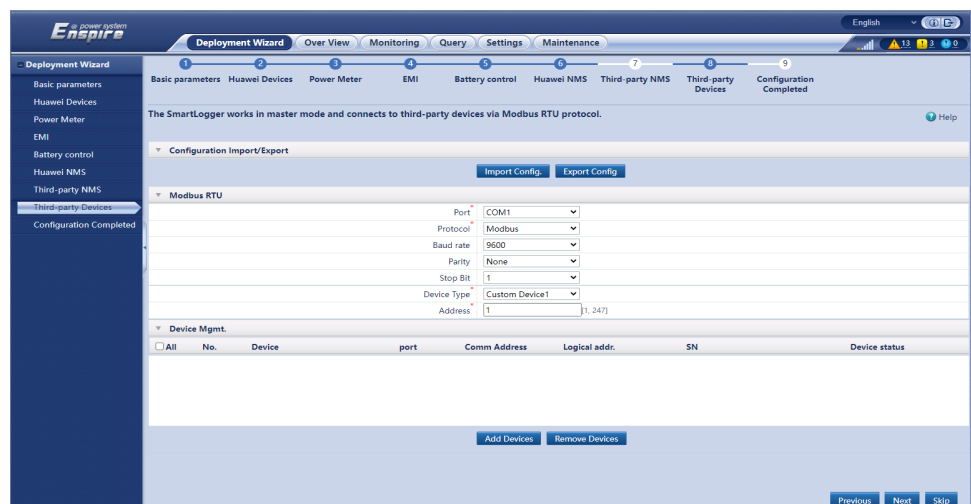 Enspire e power system
English
Deployment Wizard Over View Monitoring Query Settings Maintenance
13 3 0
Deployment Wizard
Basic parameters
Huawei Devices
Power Meter
EMI
Battery control
Huawei NMS
Third-party NMS
Third-party Devices
Configuration Completed
1 2 3 4 5 6 7 8 9
Basic parameters Huawei Devices Power Meter EMI Battery control Huawei NMS Third-party NMS Third-party Devices Configuration Completed
The SmartLogger works in master mode and connects to third-party devices via Modbus RTU protocol.
Help
Configuration Import/Export
Import Config. Export Config
Modbus RTU
Port* COM1
Protocol* Modbus
Baud rate 9600
Parity None
Stop Bit 1
Device Type* Custom Device1
Address* 1 [1, 247]
Device Mgmt.
All No. Device port Comm Address Logical addr. SN Device status
Add Devices Remove Devices
Previous Next Skip